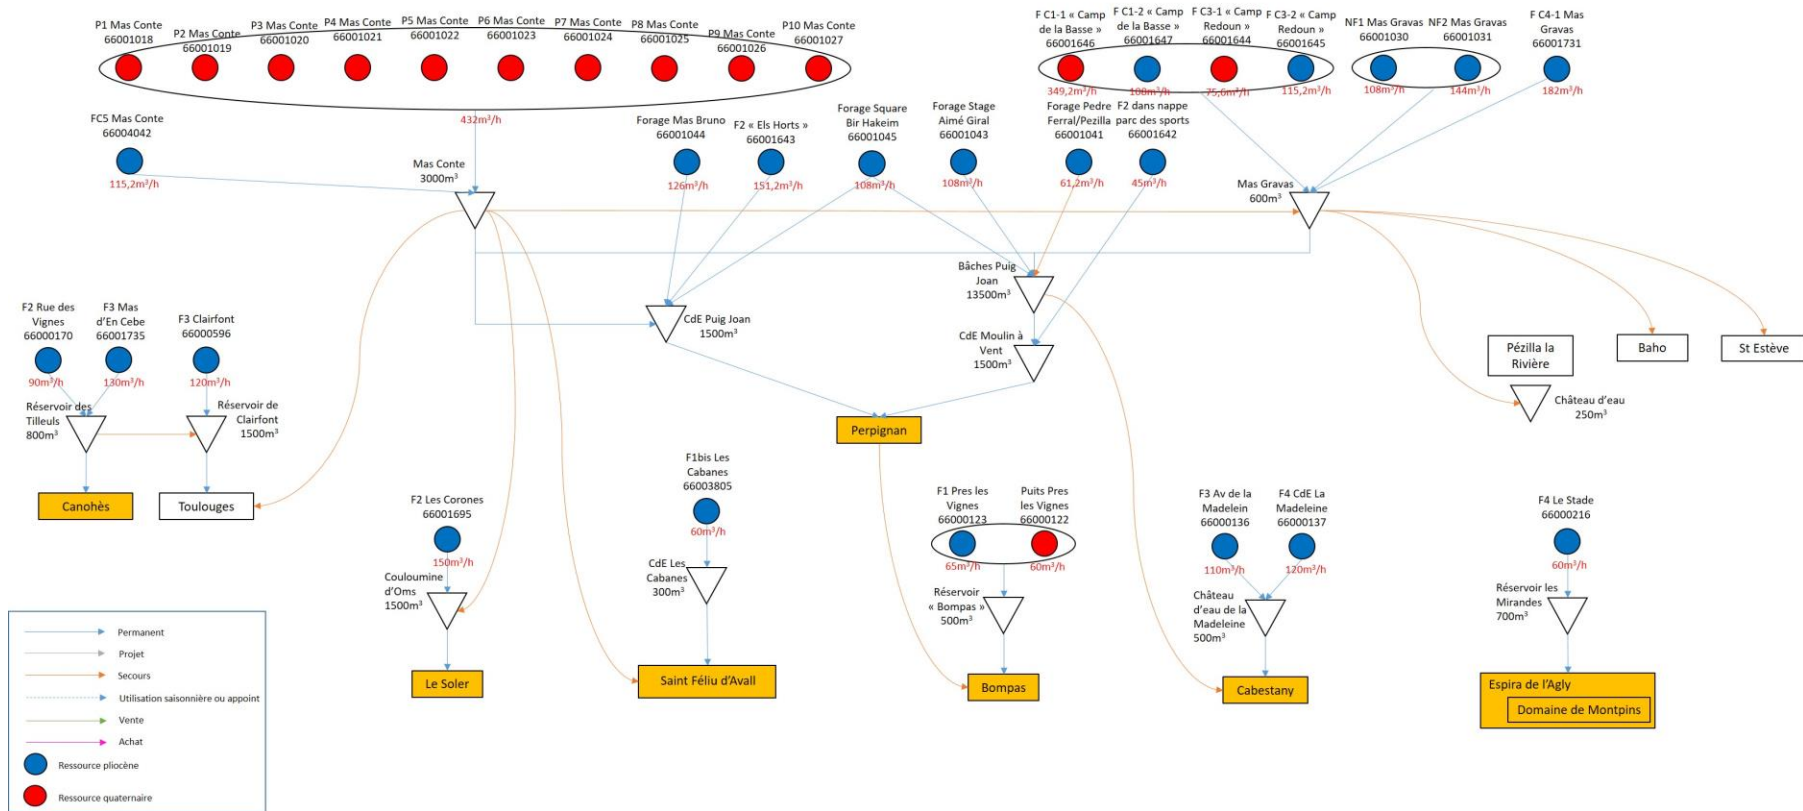 P1 Mas Conte
66001018
P2 Mas Conte
66001019
P3 Mas Conte
66001020
P4 Mas Conte
66001021
P5 Mas Conte
66001022
P6 Mas Conte
66001023
P7 Mas Conte
66001024
P8 Mas Conte
66001025
P9 Mas Conte
66001026
P10 Mas Conte
66001027
F C1-1 « Camp
de la Basse »
66001646
F C1-2 « Camp
de la Basse »
66001647
F C3-1 « Camp
Redoun »
66001644
F C3-2 « Camp
Redoun »
66001645
NF1 Mas Gravas
66001030
NF2 Mas Gravas
66001031
F C4-1 Mas
Gravas
66001731
349,2m³/h
108m³/h
75,6m³/h
115,2m³/h
108m³/h
144m³/h
182m³/h
432m³/h
FC5 Mas Conte
66004042
115,2m³/h
Mas Conte
3000m³
Forage Mas Bruno
66001044
126m³/h
F2 « Els Horts »
66001643
151,2m³/h
Forage Square
Bir Hakeim
66001045
108m³/h
Forage Stage
Aimé Giral
66001043
108m³/h
Forage Pedre
Ferral/Pezilla
66001041
61,2m³/h
F2 dans nappe
parc des sports
66001642
45m³/h
Mas Gravas
600m³
Bâches Puig
Joan
13500m³
CdE Puig Joan
1500m³
CdE Moulin à
Vent
1500m³
F2 Rue des
Vignes
66000170
90m³/h
F3 Mas
d'En Cebe
66001735
130m³/h
F3 Clairfont
66000596
120m³/h
Réservoir des
Tilleuls
800m³
Réservoir de
Clairfont
1500m³
Canohès
Toulouges
Perpignan
Pézilla la
Rivière
Château d'eau
250m³
Baho
St Estève
F2 Les Corones
66001695
150m³/h
Couloumine
d'Oms
1500m³
Le Soler
F1bis Les
Cabanes
66003805
60m³/h
CdE Les
Cabanes
300m³
Saint Féliu d'Avall
F1 Pres les
Vignes
66000123
65m³/h
Puits Pres
les Vignes
66000122
60m³/h
Réservoir
« Bompas »
500m³
Bompas
F3 Av de la
Madelein
66000136
110m³/h
F4 CdE La
Madeleine
66000137
120m³/h
Château
d'eau de la
Madeleine
500m³
Cabestany
F4 Le Stade
66000216
60m³/h
Réservoir les
Mirandes
700m³
Espira de l'Agly
Domaine de Montpins
Permanent
Projet
Secours
Utilisation saisonnière ou appoint
Vente
Achat
Ressource pliocène
Ressource quaternaire